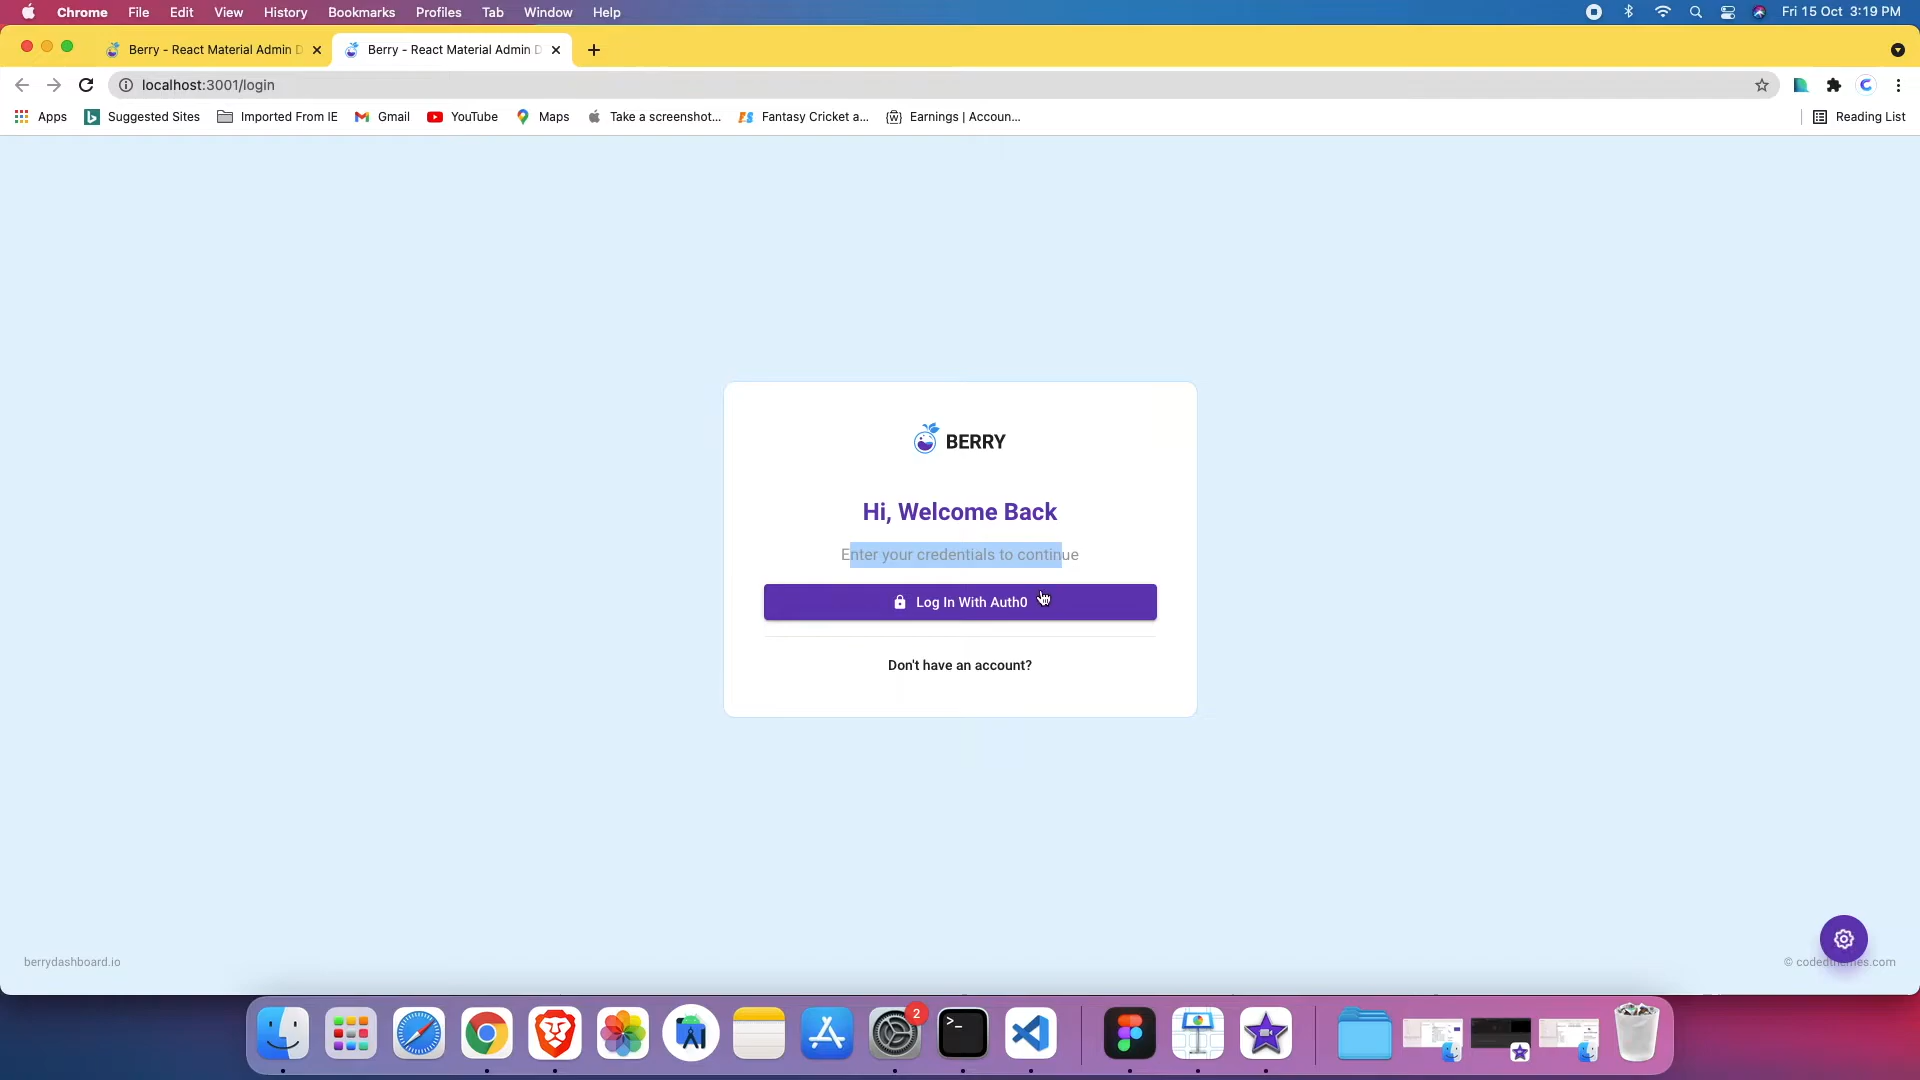 Chrome File Edit View History Bookmarks Profiles Tab Window Help
Fri 15 Oct 3:19 PM
Berry - React Material Admin D
Berry - React Material Admin D
localhost:3001/login
Apps Suggested Sites Imported From IE Gmail YouTube Maps Take a screenshot... Fantasy Cricket a... Earnings | Accoun... Reading List
BERRY
Hi, Welcome Back
Enter your credentials to continue
Log In With Auth0
Don't have an account?
berrydashboard.io
© codedthemes.com
2